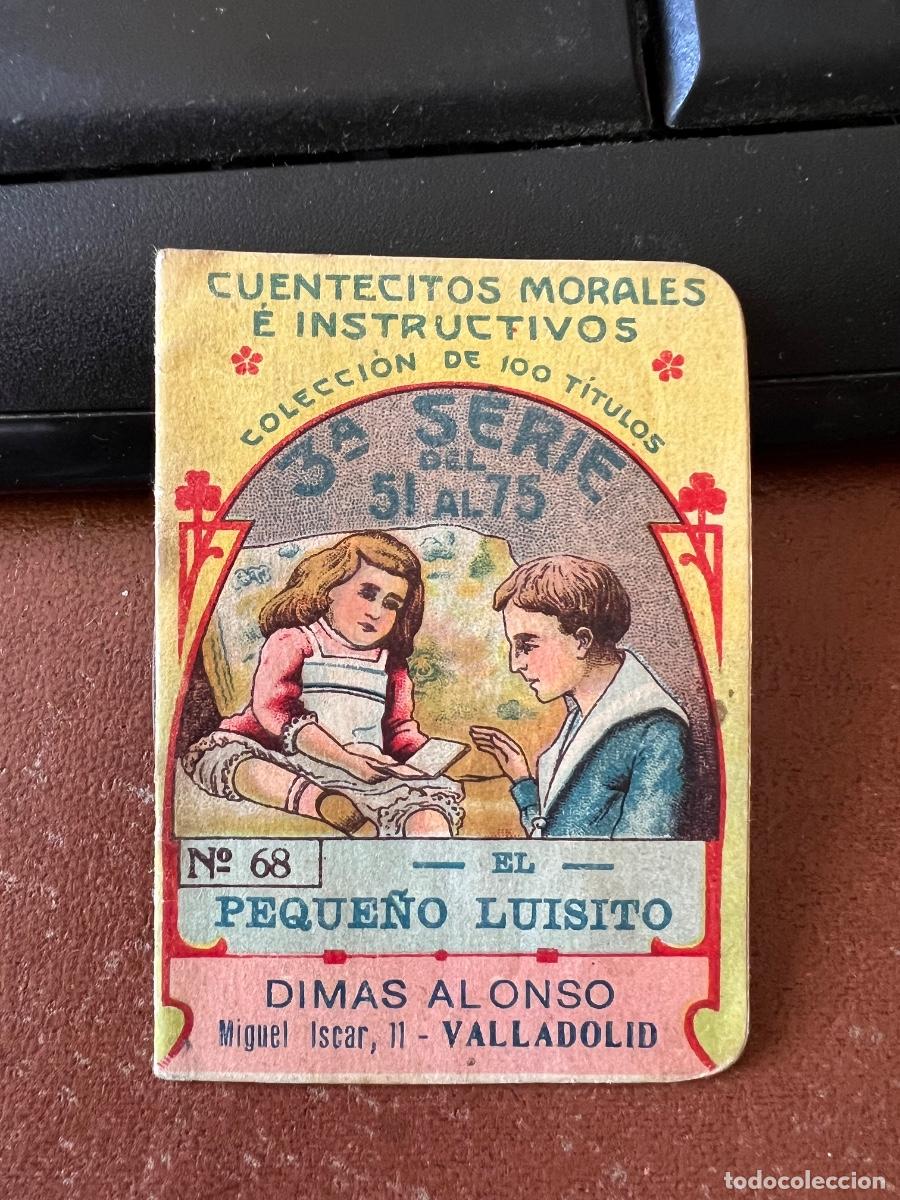 CUENTECITOS MORALES
É INSTRUCTIVOS
COLECCIÓN DE 100 TÍTULOS
3ª SERIE
DEL
51 AL 75
Nº 68
— EL —
PEQUEÑO LUISITO
DIMAS ALONSO
Miguel Iscar, 11 - VALLADOLID
todocoleccion